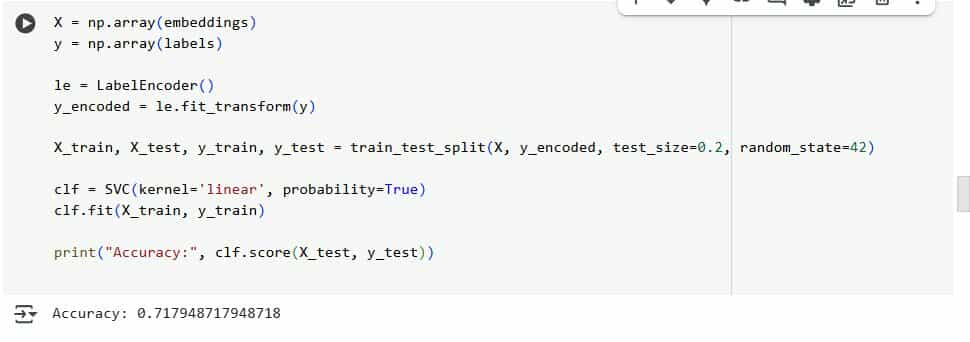 X = np.array(embeddings)
y = np.array(labels)
le = LabelEncoder()
y_encoded = le.fit_transform(y)
X_train, X_test, y_train, y_test = train_test_split(X, y_encoded, test_size=0.2, random_state=42)
clf = SVC(kernel='linear', probability=True)
clf.fit(X_train, y_train)
print("Accuracy:", clf.score(X_test, y_test))
Accuracy: 0.717948717948718